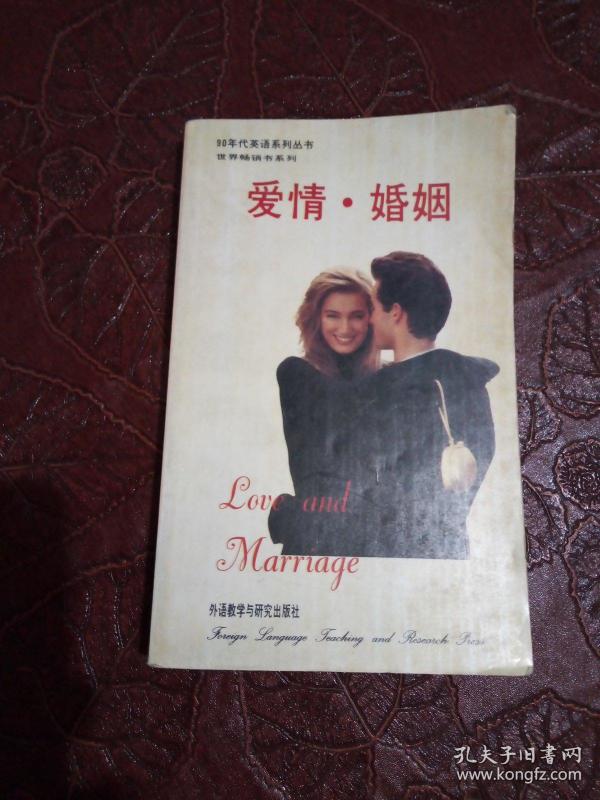 90年代英语系列丛书
世界畅销书系列
爱情·婚姻
Love and
Marriage
外语教学与研究出版社
Foreign Language Teaching and Research Press
孔夫子旧书网
www.kongfz.com